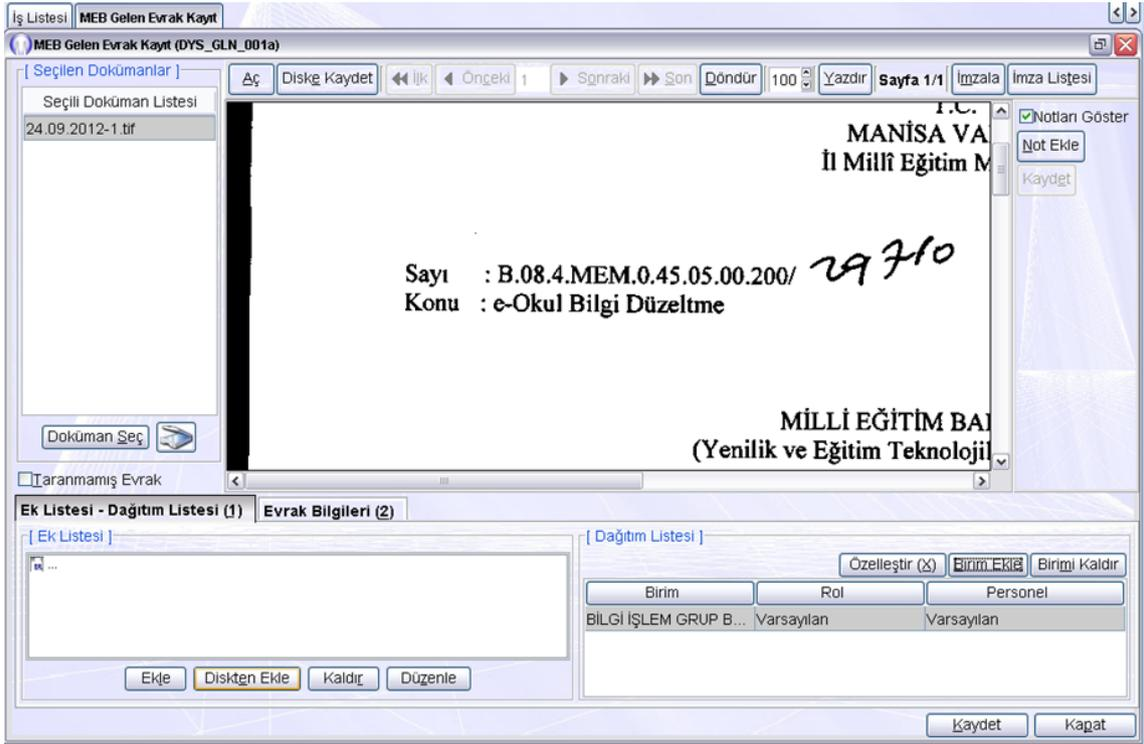 İş Listesi
MEB Gelen Evrak Kayıt
MEB Gelen Evrak Kayıt (DYS_GLN_001a)
[ Seçilen Dokümanlar ]
Seçili Doküman Listesi
24.09.2012-1.tif
Doküman Seç
Taranmamış Evrak
Aç
Diske Kaydet
İlk
Önceki
1
Sonraki
Son
Döndür
100
Yazdır
Sayfa 1/1
İmzala
İmza Listesi
T.C.
MANİSA VA
İl Millî Eğitim M
Sayı : B.08.4.MEM.0.45.05.00.200/ 29710
Konu : e-Okul Bilgi Düzeltme
MİLLİ EĞİTİM BA
(Yenilik ve Eğitim Teknoloji
Notları Göster
Not Ekle
Kaydet
Ek Listesi - Dağıtım Listesi (1)
Evrak Bilgileri (2)
[ Ek Listesi ]
...
Ekle
Diskten Ekle
Kaldır
Düzenle
[ Dağıtım Listesi ]
Özelleştir (X)
Birim Ekle
Birimi Kaldır
Birim Rol Personel
BİLGİ İŞLEM GRUP B... Varsayılan Varsayılan
Kaydet
Kapat